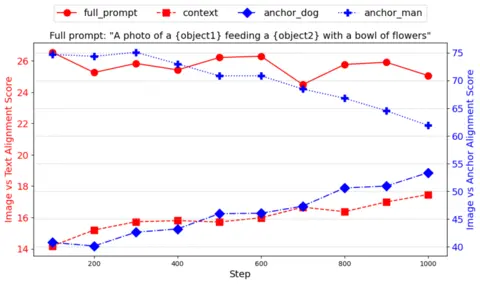 full_prompt context anchor_dog anchor_man
Full prompt: "A photo of a {object1} feeding a {object2} with a bowl of flowers"
26
24
22
20
18
16
14
Image vs Text Alignment Score
75
70
65
60
55
50
45
40
Image vs Anchor Alignment Score
200 400 600 800 1000
Step